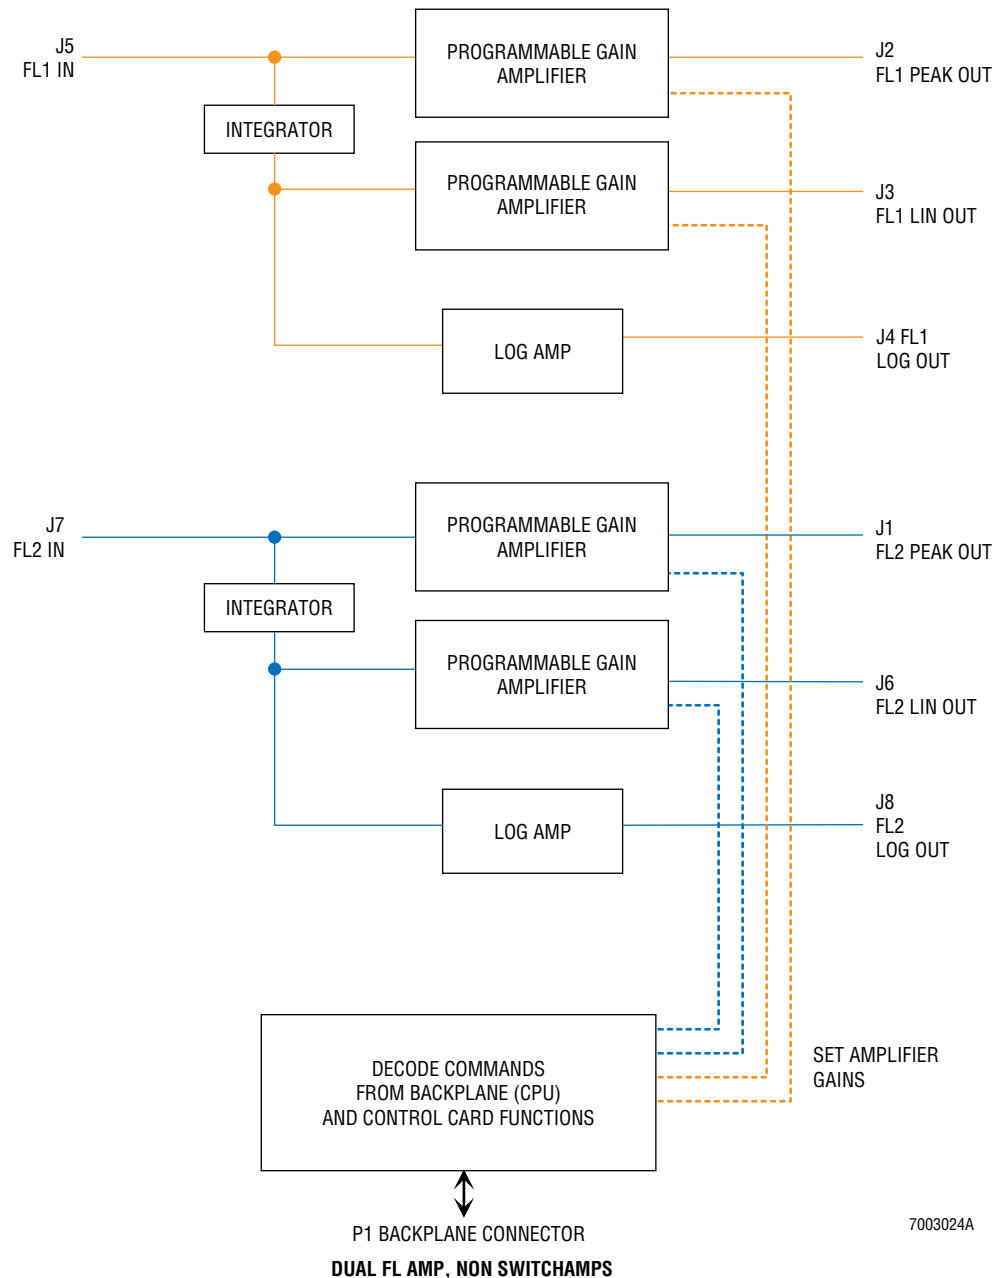 J5
FL1 IN
PROGRAMMABLE GAIN
AMPLIFIER
J2
FL1 PEAK OUT
INTEGRATOR
PROGRAMMABLE GAIN
AMPLIFIER
J3
FL1 LIN OUT
LOG AMP
J4 FL1
LOG OUT
J7
FL2 IN
PROGRAMMABLE GAIN
AMPLIFIER
J1
FL2 PEAK OUT
INTEGRATOR
PROGRAMMABLE GAIN
AMPLIFIER
J6
FL2 LIN OUT
LOG AMP
J8
FL2
LOG OUT
DECODE COMMANDS
FROM BACKPLANE (CPU)
AND CONTROL CARD FUNCTIONS
SET AMPLIFIER
GAINS
P1 BACKPLANE CONNECTOR
7003024A
DUAL FL AMP, NON SWITCHAMPS